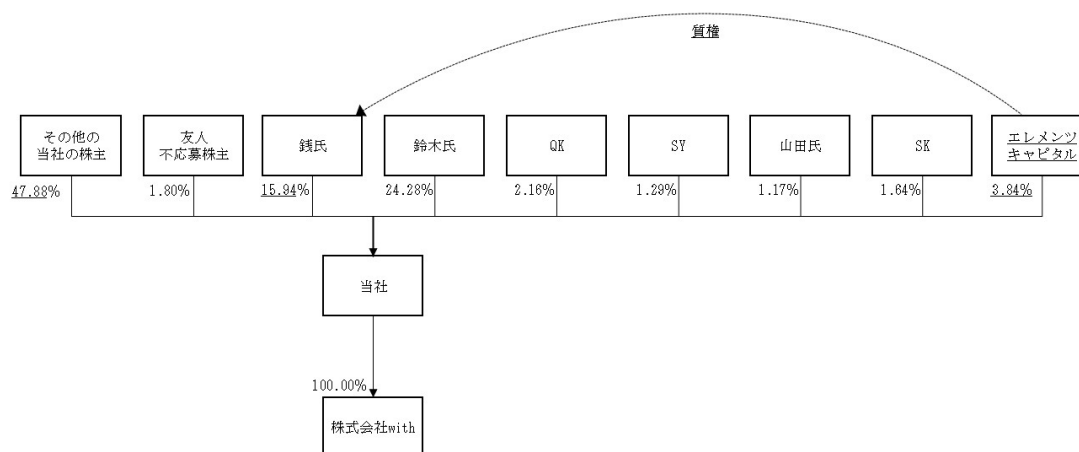 質権
その他の
当社の株主
友人
不応募株主
銭氏
鈴木氏
QK
SY
山田氏
SK
エレメンツ
キャピタル
47.88%
1.80%
15.94%
24.28%
2.16%
1.29%
1.17%
1.64%
3.84%
当社
100.00%
株式会社with